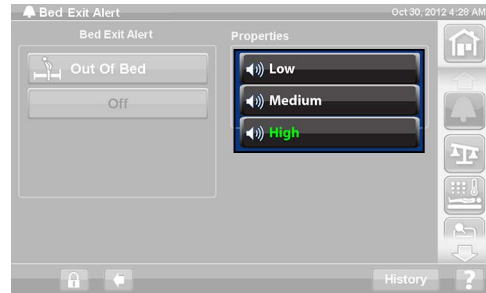 Bed Exit Alert
Oct 30, 2012 4:28 AM
Bed Exit Alert
Properties
Out Of Bed
Off
Low
Medium
High
History
?